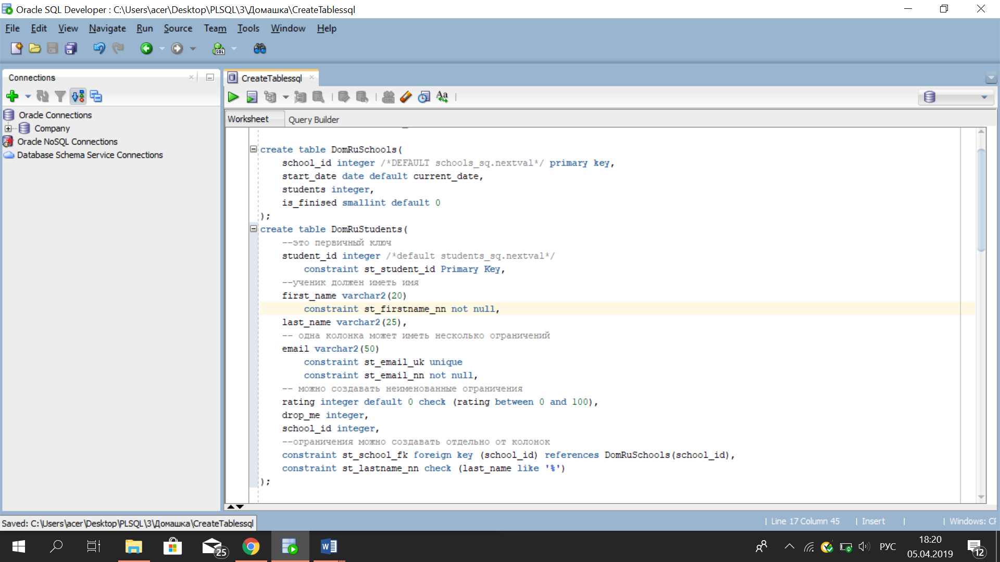 Oracle SQL Developer : C:\Users\acer\Desktop\PLSQL\3\Домашка\CreateTablessql
File Edit View Navigate Run Source Team Tools Window Help
Connections
Oracle Connections
Company
Oracle NoSQL Connections
Database Schema Service Connections
CreateTablessql
Worksheet Query Builder
create table DomRuSchools(
school_id integer /*DEFAULT schools_sq.nextval*/ primary key,
start_date date default current_date,
students integer,
is_finised smallint default 0
);
create table DomRuStudents(
--это первичный ключ
student_id integer /*default students_sq.nextval*/
constraint st_student_id Primary Key,
--ученик должен иметь имя
first_name varchar2(20)
constraint st_firstname_nn not null,
last_name varchar2(25),
-- одна колонка может иметь несколько ограничений
email varchar2(50)
constraint st_email_uk unique
constraint st_email_nn not null,
-- можно создавать неименованные ограничения
rating integer default 0 check (rating between 0 and 100),
drop_me integer,
school_id integer,
--ограничения можно создавать отдельно от колонок
constraint st_school_fk foreign key (school_id) references DomRuSchools(school_id),
constraint st_lastname_nn check (last_name like '%')
);
Saved: C:\Users\acer\Desktop\PLSQL\3\Домашка\CreateTablessql
| Line 17 Column 45 | Insert | | Windows: CF
25
РУС
18:20
05.04.2019
12